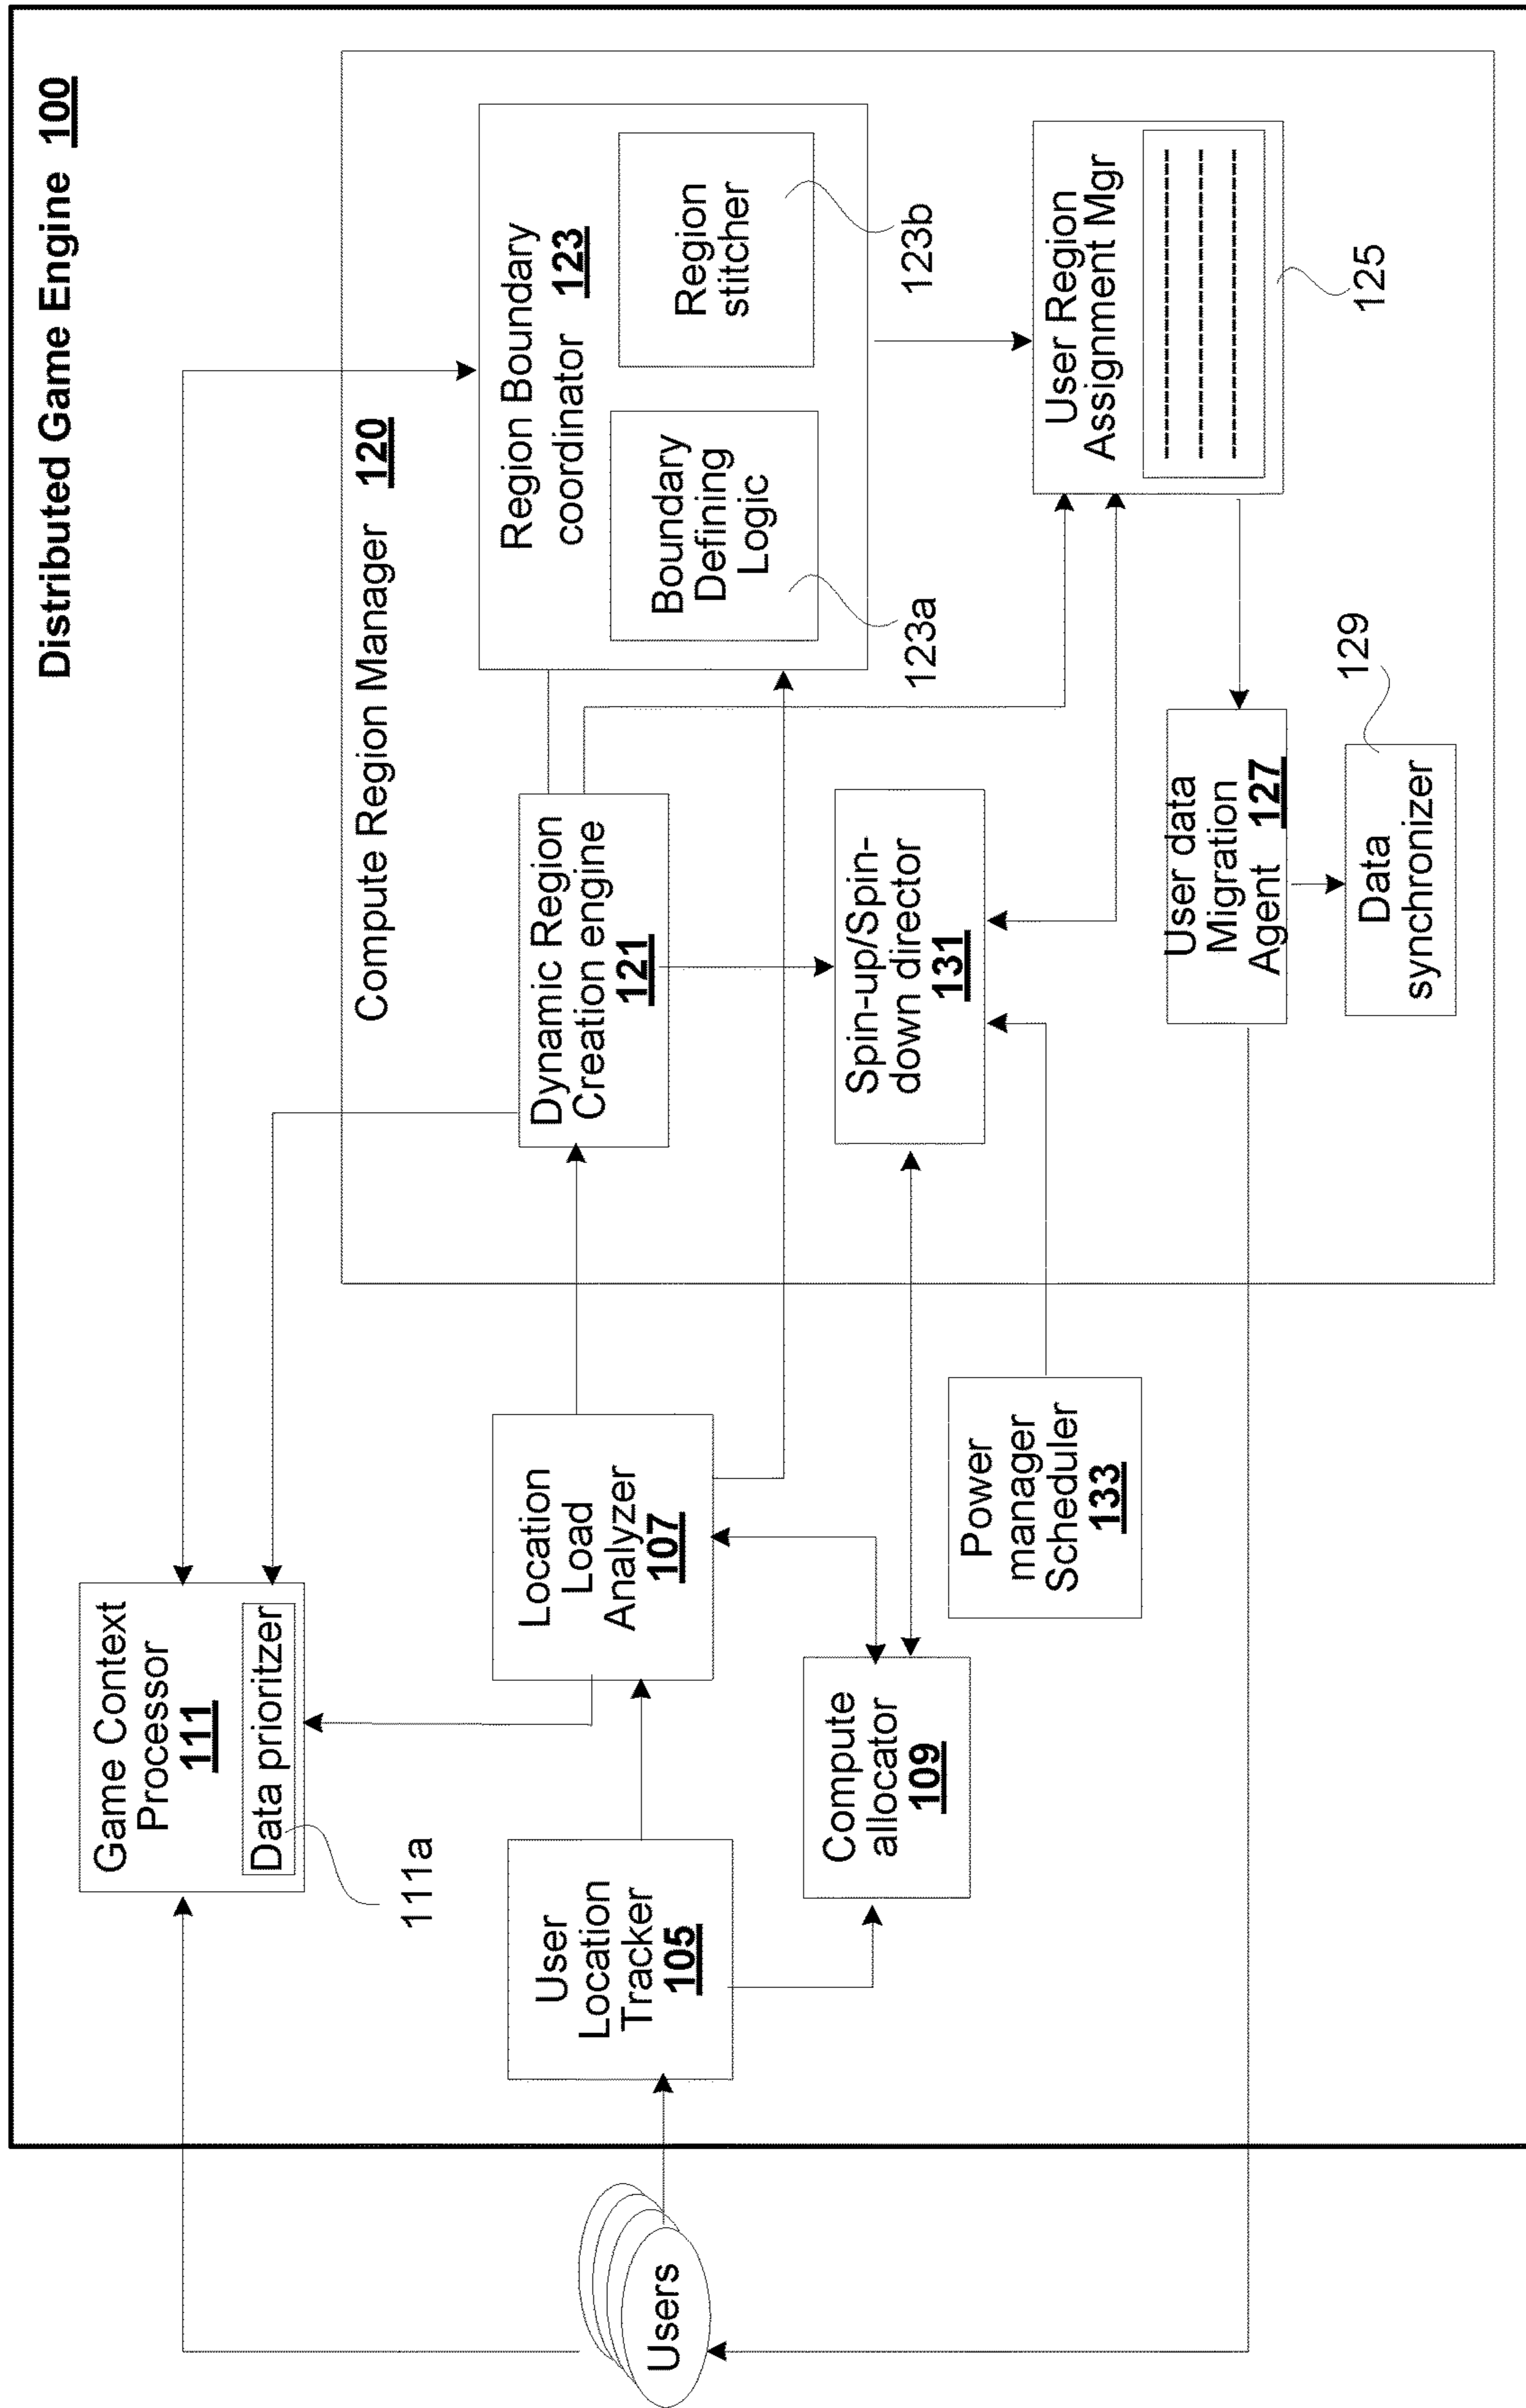 Distributed Game Engine 100
Game Context
Processor
111
Data prioritzer
111a
Compute Region Manager 120
Users
User
Location
Tracker
105
Location
Load
Analyzer
107
Dynamic Region
Creation engine
121
Region Boundary
coordinator 123
Boundary
Defining
Logic
Region
stitcher
123a
123b
Compute
allocator
109
Spin-up/Spin-
down director
131
Power
manager
Scheduler
133
User Region
Assignment Mgr
125
User data
Migration
Agent 127
129
Data
synchronizer